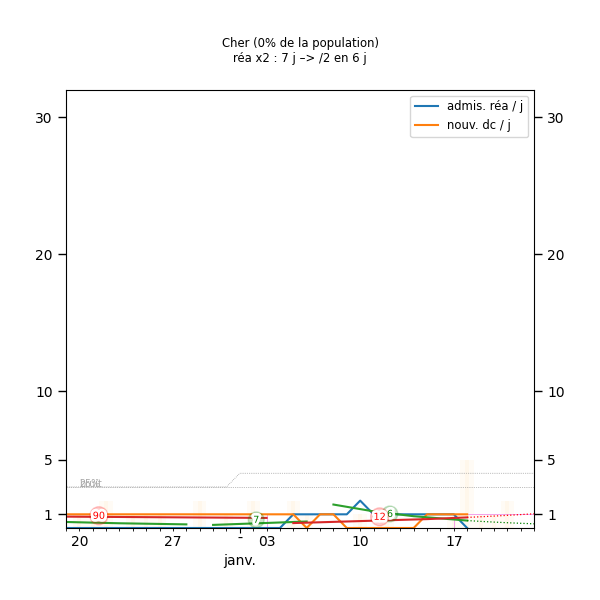 Cher (0% de la population)
réa x2 : 7 j –> /2 en 6 j
admis. réa / j
nouv. dc / j
30 30
20 20
10 10
5 5
1 1
90 7 12 6
20 27 - 03 10 17
janv.